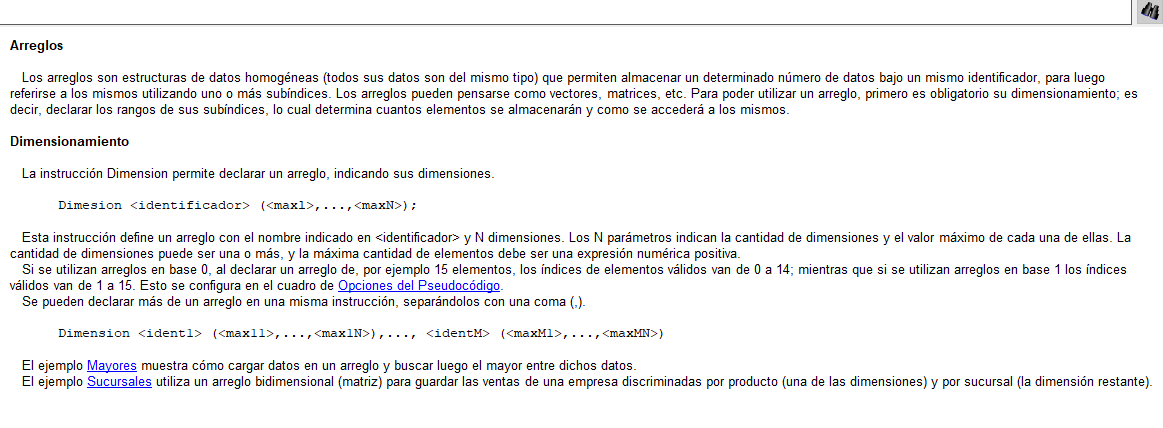 Arreglos
Los arreglos son estructuras de datos homogéneas (todos sus datos son del mismo tipo) que permiten almacenar un determinado número de datos bajo un mismo identificador, para luego
referirse a los mismos utilizando uno o más subíndices. Los arreglos pueden pensarse como vectores, matrices, etc. Para poder utilizar un arreglo, primero es obligatorio su dimensionamiento; es
decir, declarar los rangos de sus subíndices, lo cual determina cuantos elementos se almacenarán y como se accederá a los mismos.
Dimensionamiento
La instrucción Dimension permite declarar un arreglo, indicando sus dimensiones.
Dimesion <identificador> (<max1>,...,<maxN>);
Esta instrucción define un arreglo con el nombre indicado en <identificador> y N dimensiones. Los N parámetros indican la cantidad de dimensiones y el valor máximo de cada una de ellas. La
cantidad de dimensiones puede ser una o más, y la máxima cantidad de elementos debe ser una expresión numérica positiva.
Si se utilizan arreglos en base 0, al declarar un arreglo de, por ejemplo 15 elementos, los índices de elementos válidos van de 0 a 14; mientras que si se utilizan arreglos en base 1 los índices
válidos van de 1 a 15. Esto se configura en el cuadro de Opciones del Pseudocódigo.
Se pueden declarar más de un arreglo en una misma instrucción, separándolos con una coma (,).
Dimension <ident1> (<max11>,...,<max1N>),..., <identM> (<maxM1>,...,<maxMN>)
El ejemplo Mayores muestra cómo cargar datos en un arreglo y buscar luego el mayor entre dichos datos.
El ejemplo Sucursales utiliza un arreglo bidimensional (matriz) para guardar las ventas de una empresa discriminadas por producto (una de las dimensiones) y por sucursal (la dimensión restante).